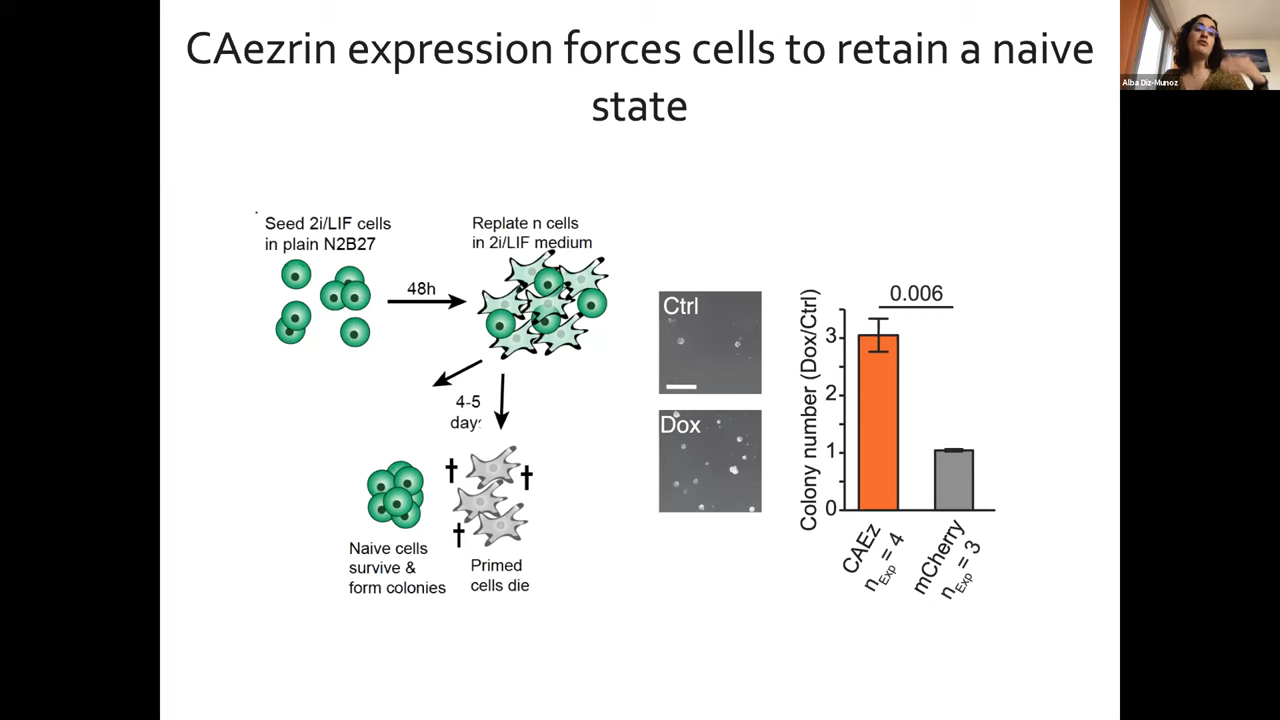 CAezrin expression forces cells to retain a naive
state
Alba Diz-Munoz
Seed 2i/LIF cells
in plain N2B27
48h
Replate n cells
in 2i/LIF medium
4-5
days
Naive cells
survive &
form colonies
Primed
cells die
Ctrl
Dox
Colony number (Dox/Ctrl)
0.006
3
2
1
0
CAEz
nExp = 4
mCherry
nExp = 3